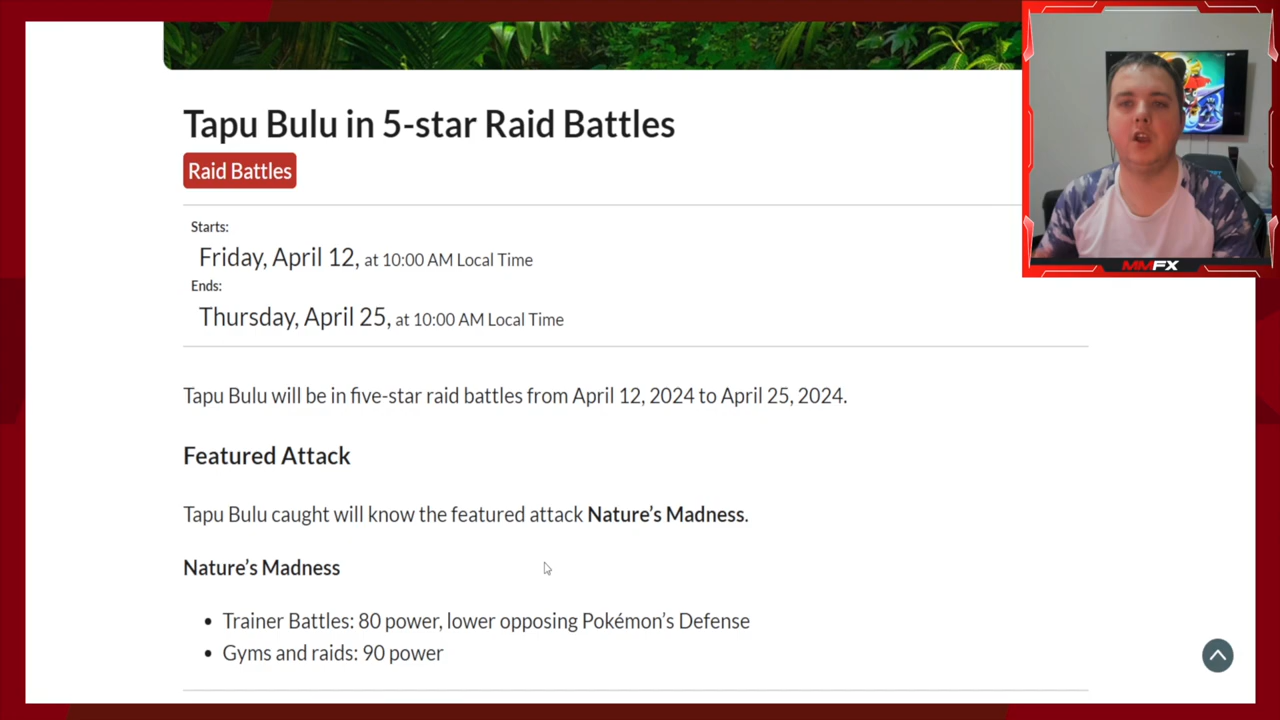 Tapu Bulu in 5-star Raid Battles
Raid Battles
Starts:
Friday, April 12, at 10:00 AM Local Time
Ends:
Thursday, April 25, at 10:00 AM Local Time
Tapu Bulu will be in five-star raid battles from April 12, 2024 to April 25, 2024.
Featured Attack
Tapu Bulu caught will know the featured attack Nature’s Madness.
Nature’s Madness
• Trainer Battles: 80 power, lower opposing Pokémon’s Defense
• Gyms and raids: 90 power
MMFX